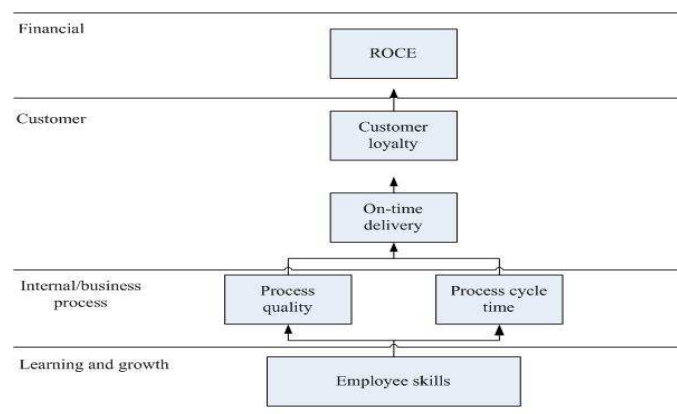 Financial
ROCE
Customer
Customer
loyalty
On-time
delivery
Internal/business
process
Process
quality
Process cycle
time
Learning and growth
Employee skills